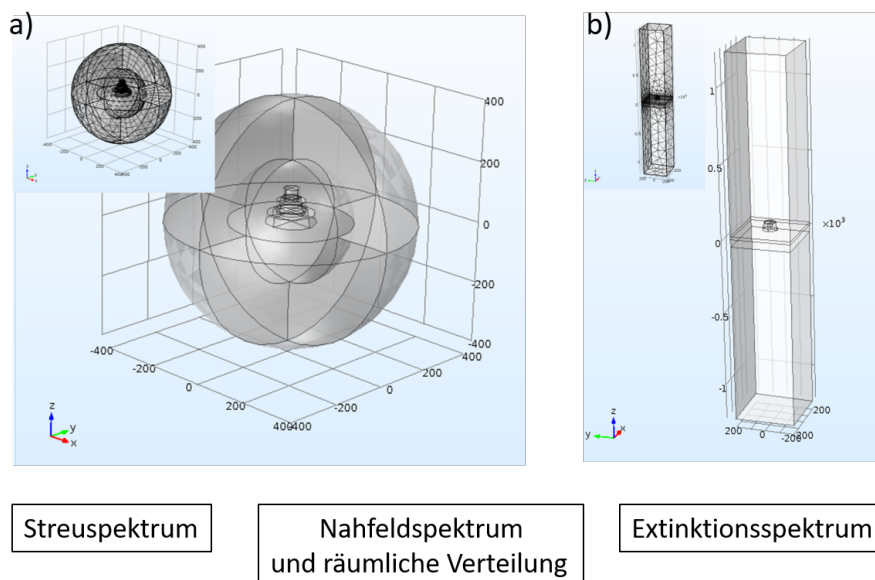 a)
b)
400
200
0
-200
-400
-400
-200
0
200
400
400
200
0
-200
-400
z
y
x
1
0.5
0
-0.5
-1
×10³
200
0
-200
200
z
y
x
Streuspektrum
Nahfeldspektrum
und räumliche Verteilung
Extinktionsspektrum